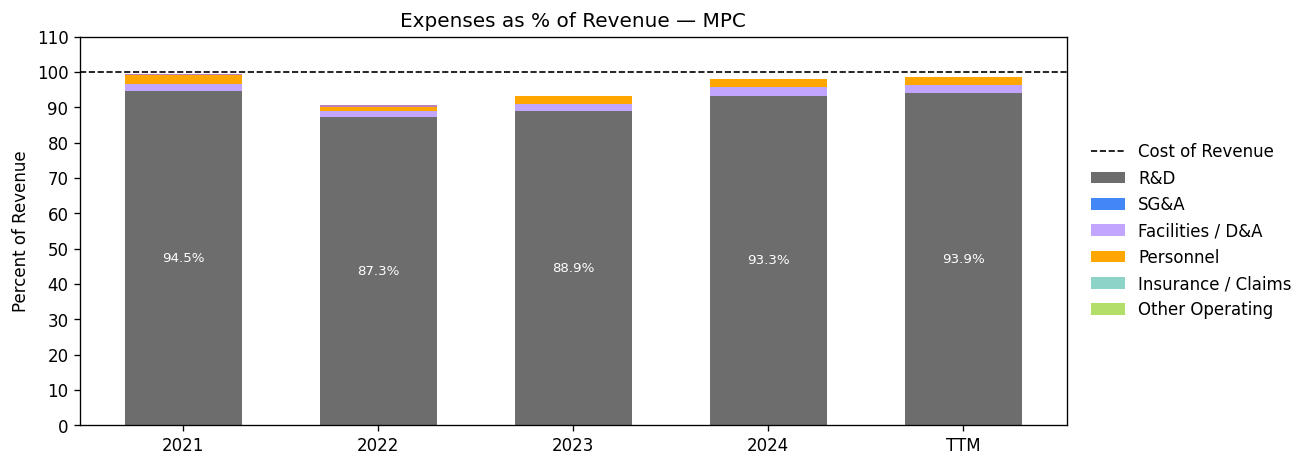 Expenses as % of Revenue — MPC
Percent of Revenue
110
100
90
80
70
60
50
40
30
20
10
0
94.5%
87.3%
88.9%
93.3%
93.9%
2021
2022
2023
2024
TTM
Cost of Revenue
R&D
SG&A
Facilities / D&A
Personnel
Insurance / Claims
Other Operating